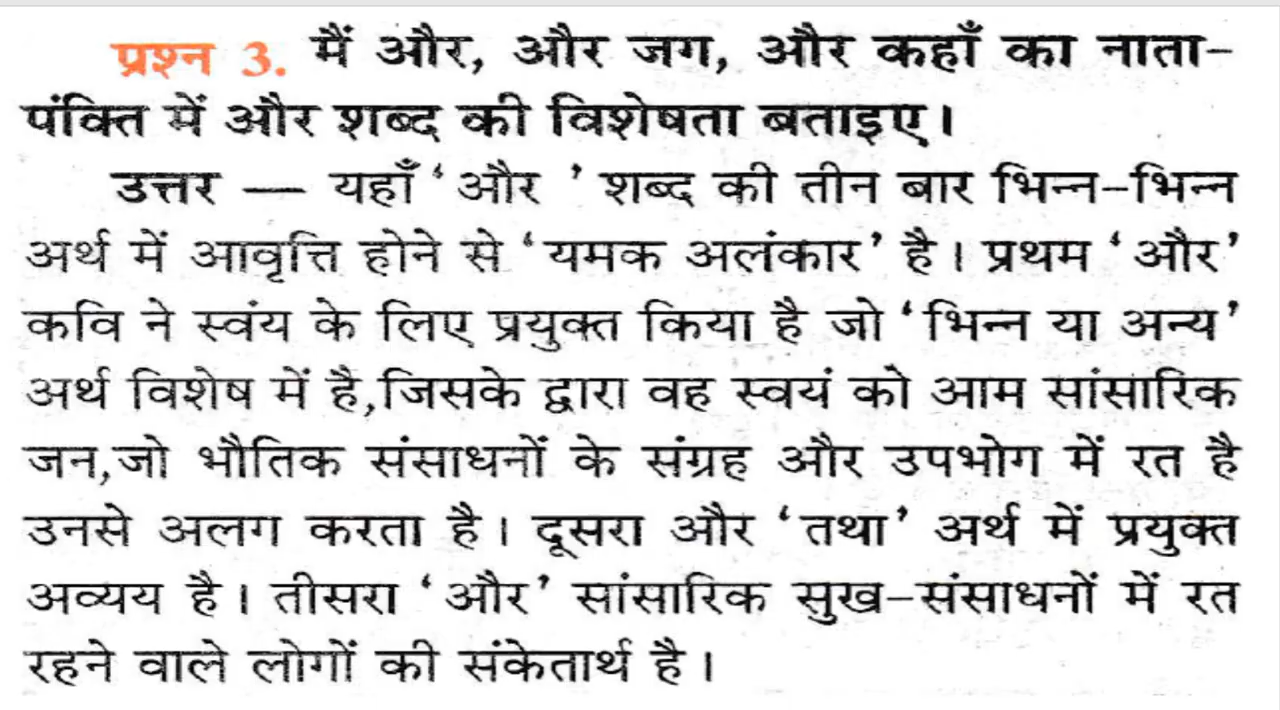 प्रश्न 3. मैं और, और जग, और कहाँ का नाता-
पंक्ति में और शब्द की विशेषता बताइए।
उत्तर — यहाँ ‘ और ’ शब्द की तीन बार भिन्न-भिन्न
अर्थ में आवृत्ति होने से ‘यमक अलंकार’ है। प्रथम ‘और’
कवि ने स्वंय के लिए प्रयुक्त किया है जो ‘भिन्न या अन्य’
अर्थ विशेष में है,जिसके द्वारा वह स्वयं को आम सांसारिक
जन,जो भौतिक संसाधनों के संग्रह और उपभोग में रत है
उनसे अलग करता है। दूसरा और ‘तथा’ अर्थ में प्रयुक्त
अव्यय है। तीसरा ‘और’ सांसारिक सुख-संसाधनों में रत
रहने वाले लोगों की संकेतार्थ है।